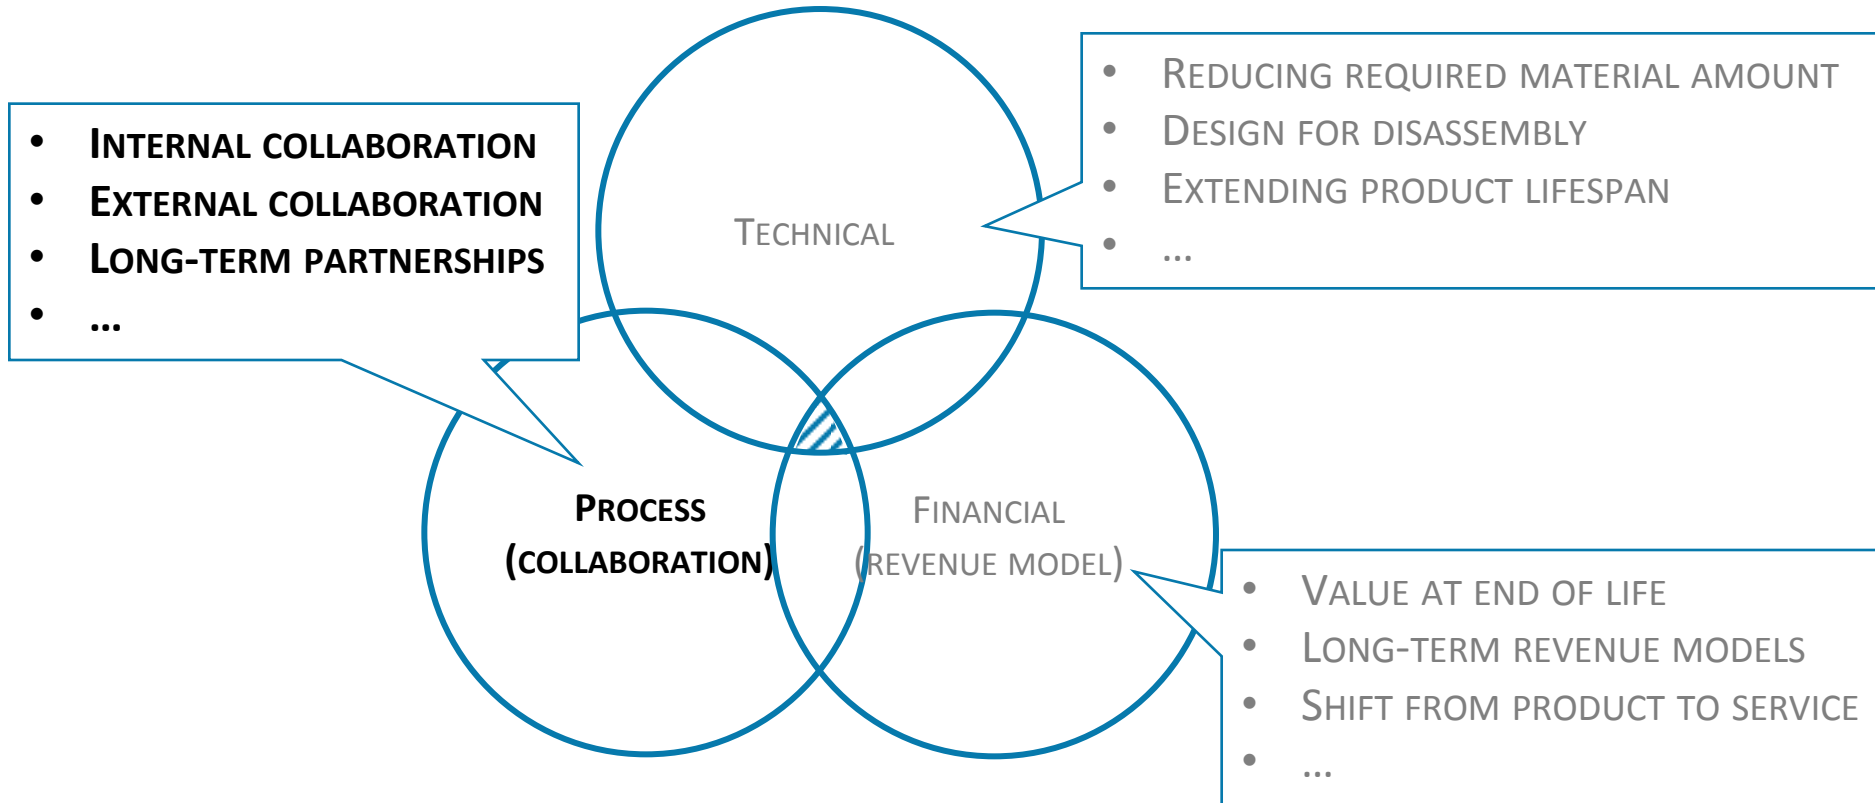 • INTERNAL COLLABORATION
• EXTERNAL COLLABORATION
• LONG-TERM PARTNERSHIPS
• ...
TECHNICAL
• REDUCING REQUIRED MATERIAL AMOUNT
• DESIGN FOR DISASSEMBLY
• EXTENDING PRODUCT LIFESPAN
• ...
PROCESS
(COLLABORATION)
FINANCIAL
(REVENUE MODEL)
• VALUE AT END OF LIFE
• LONG-TERM REVENUE MODELS
• SHIFT FROM PRODUCT TO SERVICE
• ...